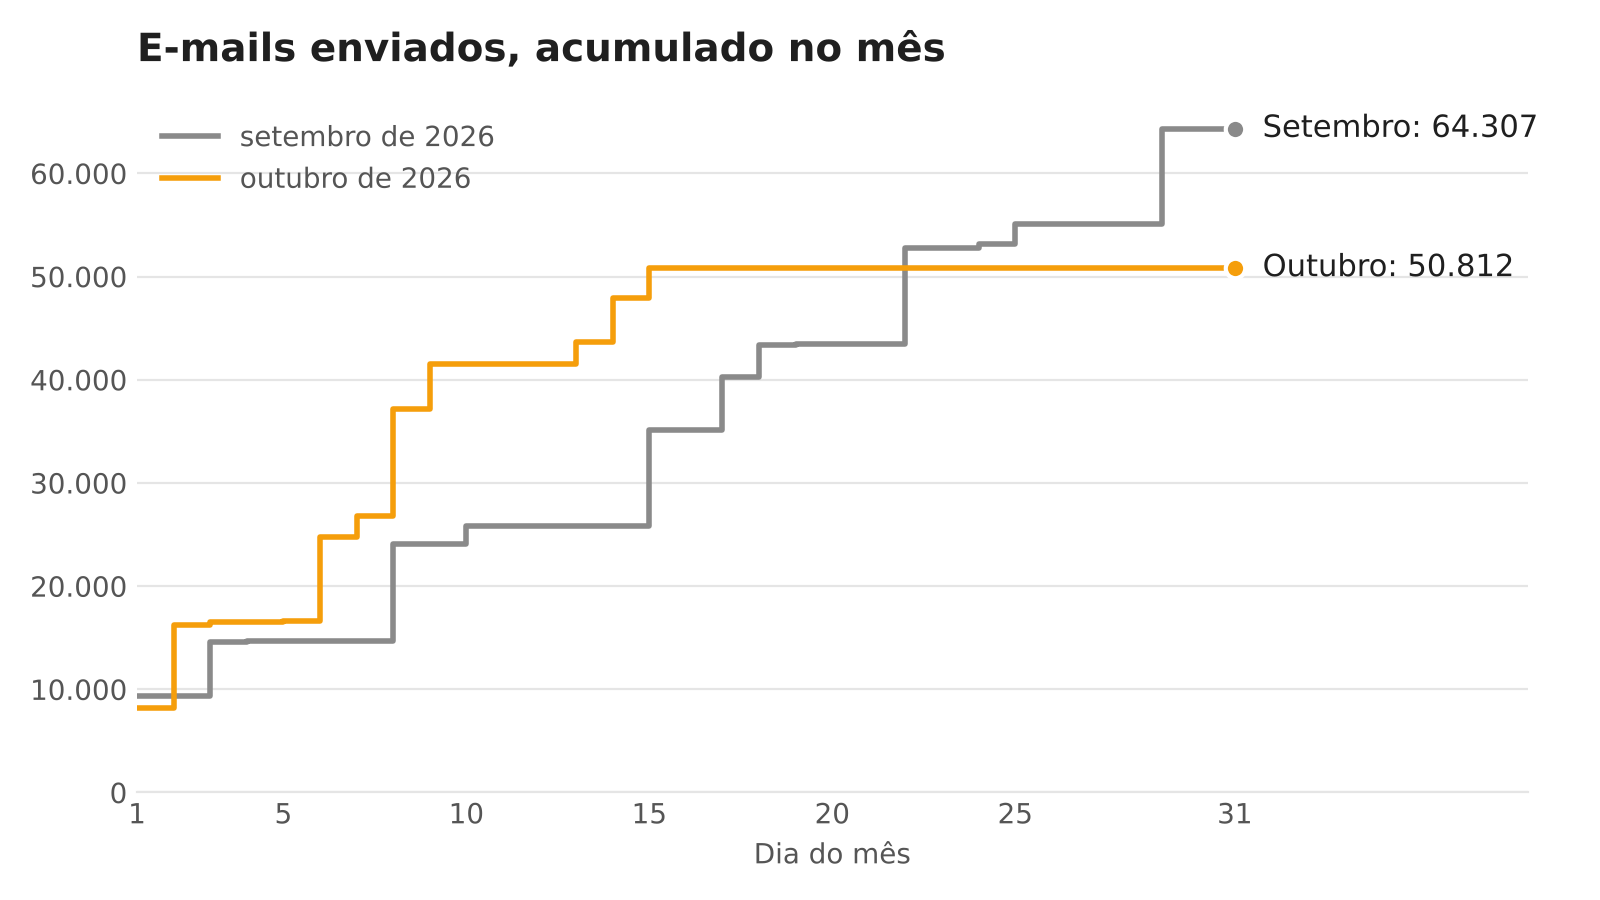 E-mails enviados, acumulado no mês
setembro de 2026
outubro de 2026
Setembro: 64.307
Outubro: 50.812
60.000
50.000
40.000
30.000
20.000
10.000
0
1 5 10 15 20 25 31
Dia do mês